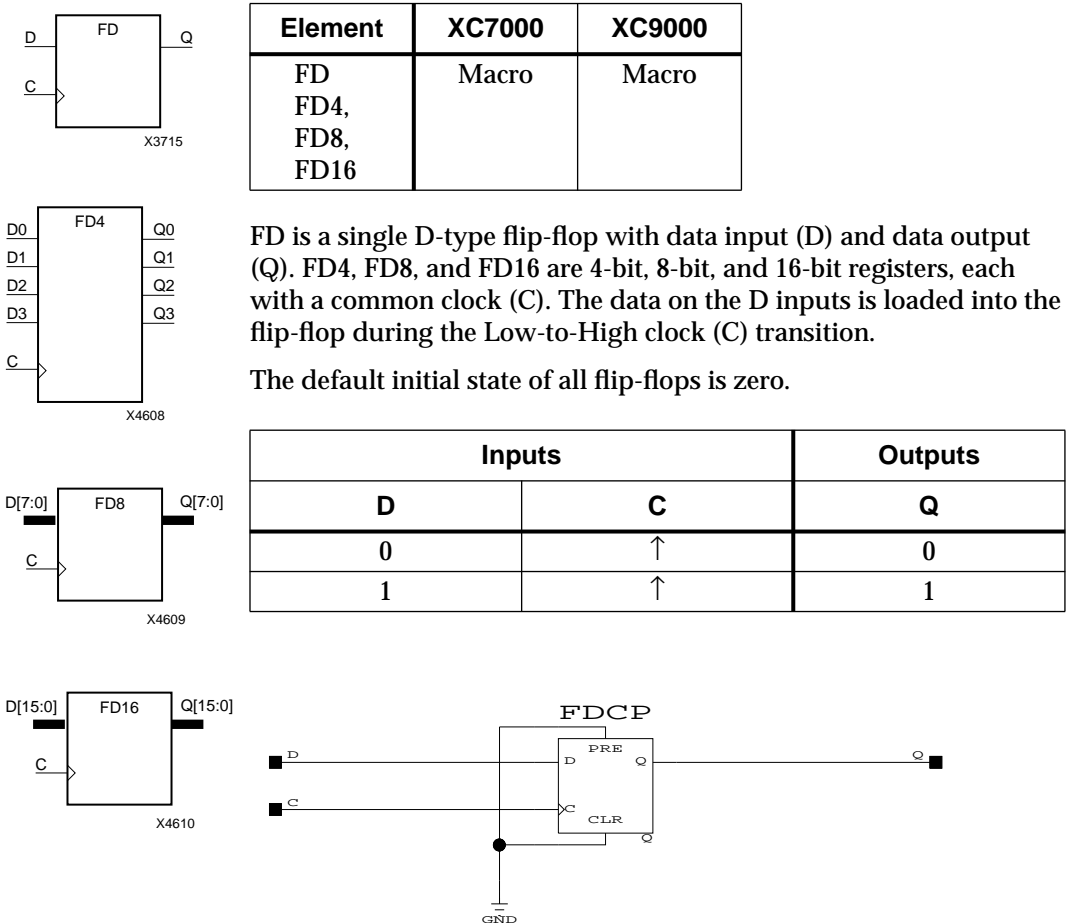 FD
D
Q
C
X3715
Element XC7000 XC9000
FD Macro Macro
FD4,
FD8,
FD16
FD4
D0 Q0
D1 Q1
D2 Q2
D3 Q3
C
X4608
FD is a single D-type flip-flop with data input (D) and data output
(Q). FD4, FD8, and FD16 are 4-bit, 8-bit, and 16-bit registers, each
with a common clock (C). The data on the D inputs is loaded into the
flip-flop during the Low-to-High clock (C) transition.
The default initial state of all flip-flops is zero.
Inputs Outputs
D C Q
0 ↑ 0
1 ↑ 1
D[7:0] FD8 Q[7:0]
C
X4609
D[15:0] FD16 Q[15:0]
C
X4610
FDCP
PRE
D D Q Q
C C
CLR
Q
GND